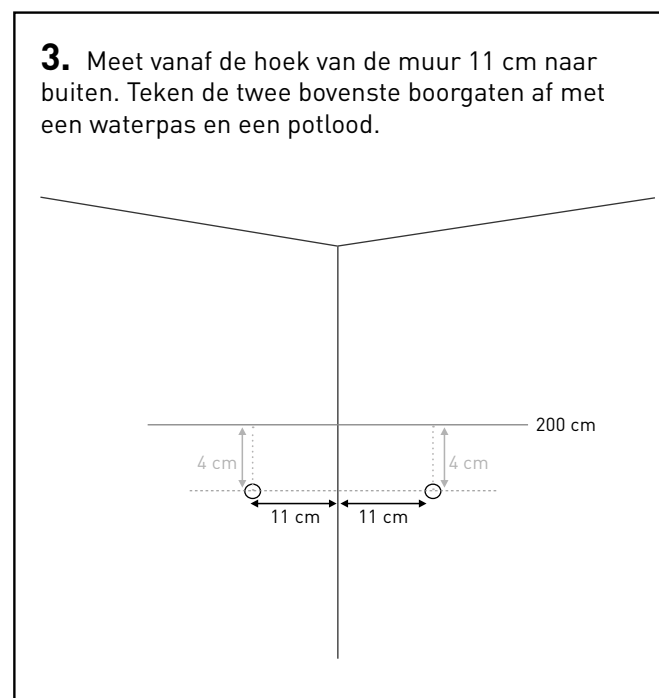 3. Meet vanaf de hoek van de muur 11 cm naar
buiten. Teken de twee bovenste boorgaten af met
een waterpas en een potlood.
200 cm
4 cm
4 cm
11 cm
11 cm